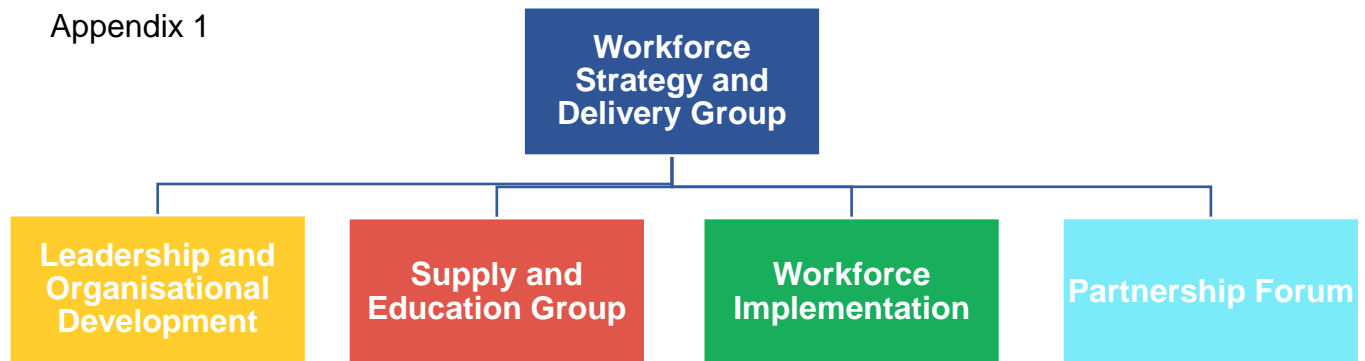 Appendix 1
Workforce
Strategy and
Delivery Group
Leadership and
Organisational
Development
Supply and
Education Group
Workforce
Implementation
Partnership Forum